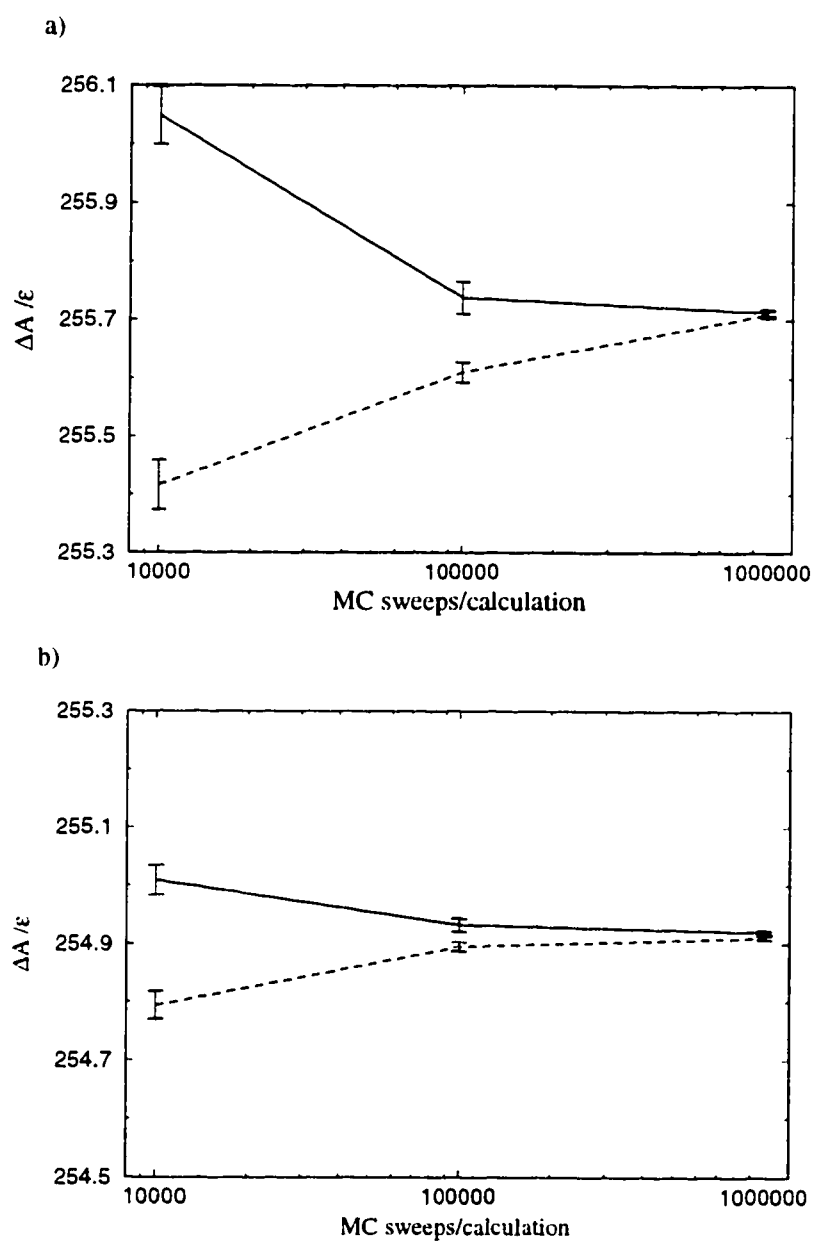 a)
256.1
255.9
255.7
255.5
255.3
ΔA /ε
10000 100000 1000000
MC sweeps/calculation
b)
255.3
255.1
254.9
254.7
254.5
ΔA /ε
10000 100000 1000000
MC sweeps/calculation